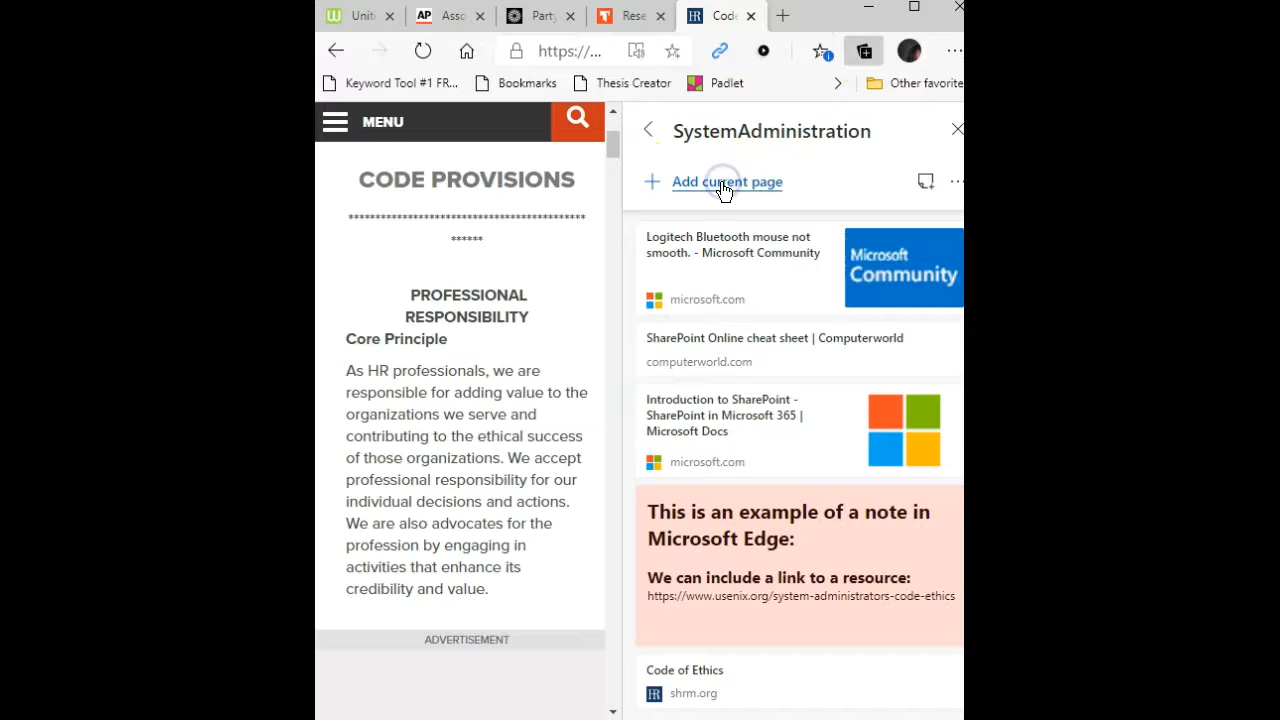 Unit
AP Asso
Party
T Rese
HR Cod
https://...
Keyword Tool #1 FR...
Bookmarks
Thesis Creator
Padlet
Other favorite
MENU
CODE PROVISIONS
********************************************
******
PROFESSIONAL
RESPONSIBILITY
Core Principle
As HR professionals, we are
responsible for adding value to the
organizations we serve and
contributing to the ethical success
of those organizations. We accept
professional responsibility for our
individual decisions and actions.
We are also advocates for the
profession by engaging in
activities that enhance its
credibility and value.
ADVERTISEMENT
SystemAdministration
Add current page
Logitech Bluetooth mouse not
smooth. - Microsoft Community
microsoft.com
Microsoft
Community
SharePoint Online cheat sheet | Computerworld
computerworld.com
Introduction to SharePoint -
SharePoint in Microsoft 365 |
Microsoft Docs
microsoft.com
This is an example of a note in
Microsoft Edge:
We can include a link to a resource:
https://www.usenix.org/system-administrators-code-ethics
Code of Ethics
HR shrm.org